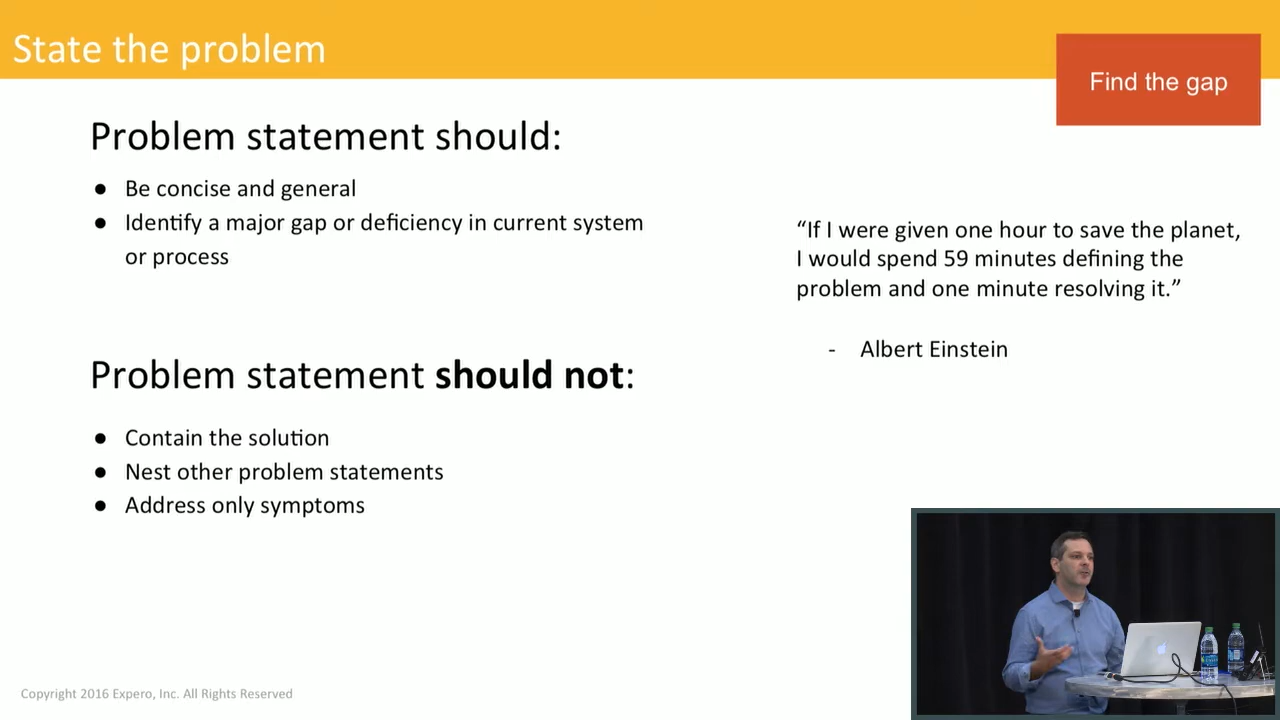 State the problem
Find the gap
Problem statement should:
● Be concise and general
● Identify a major gap or deficiency in current system
or process
“If I were given one hour to save the planet,
I would spend 59 minutes defining the
problem and one minute resolving it.”
- Albert Einstein
Problem statement should not:
● Contain the solution
● Nest other problem statements
● Address only symptoms
Copyright 2016 Expero, Inc. All Rights Reserved